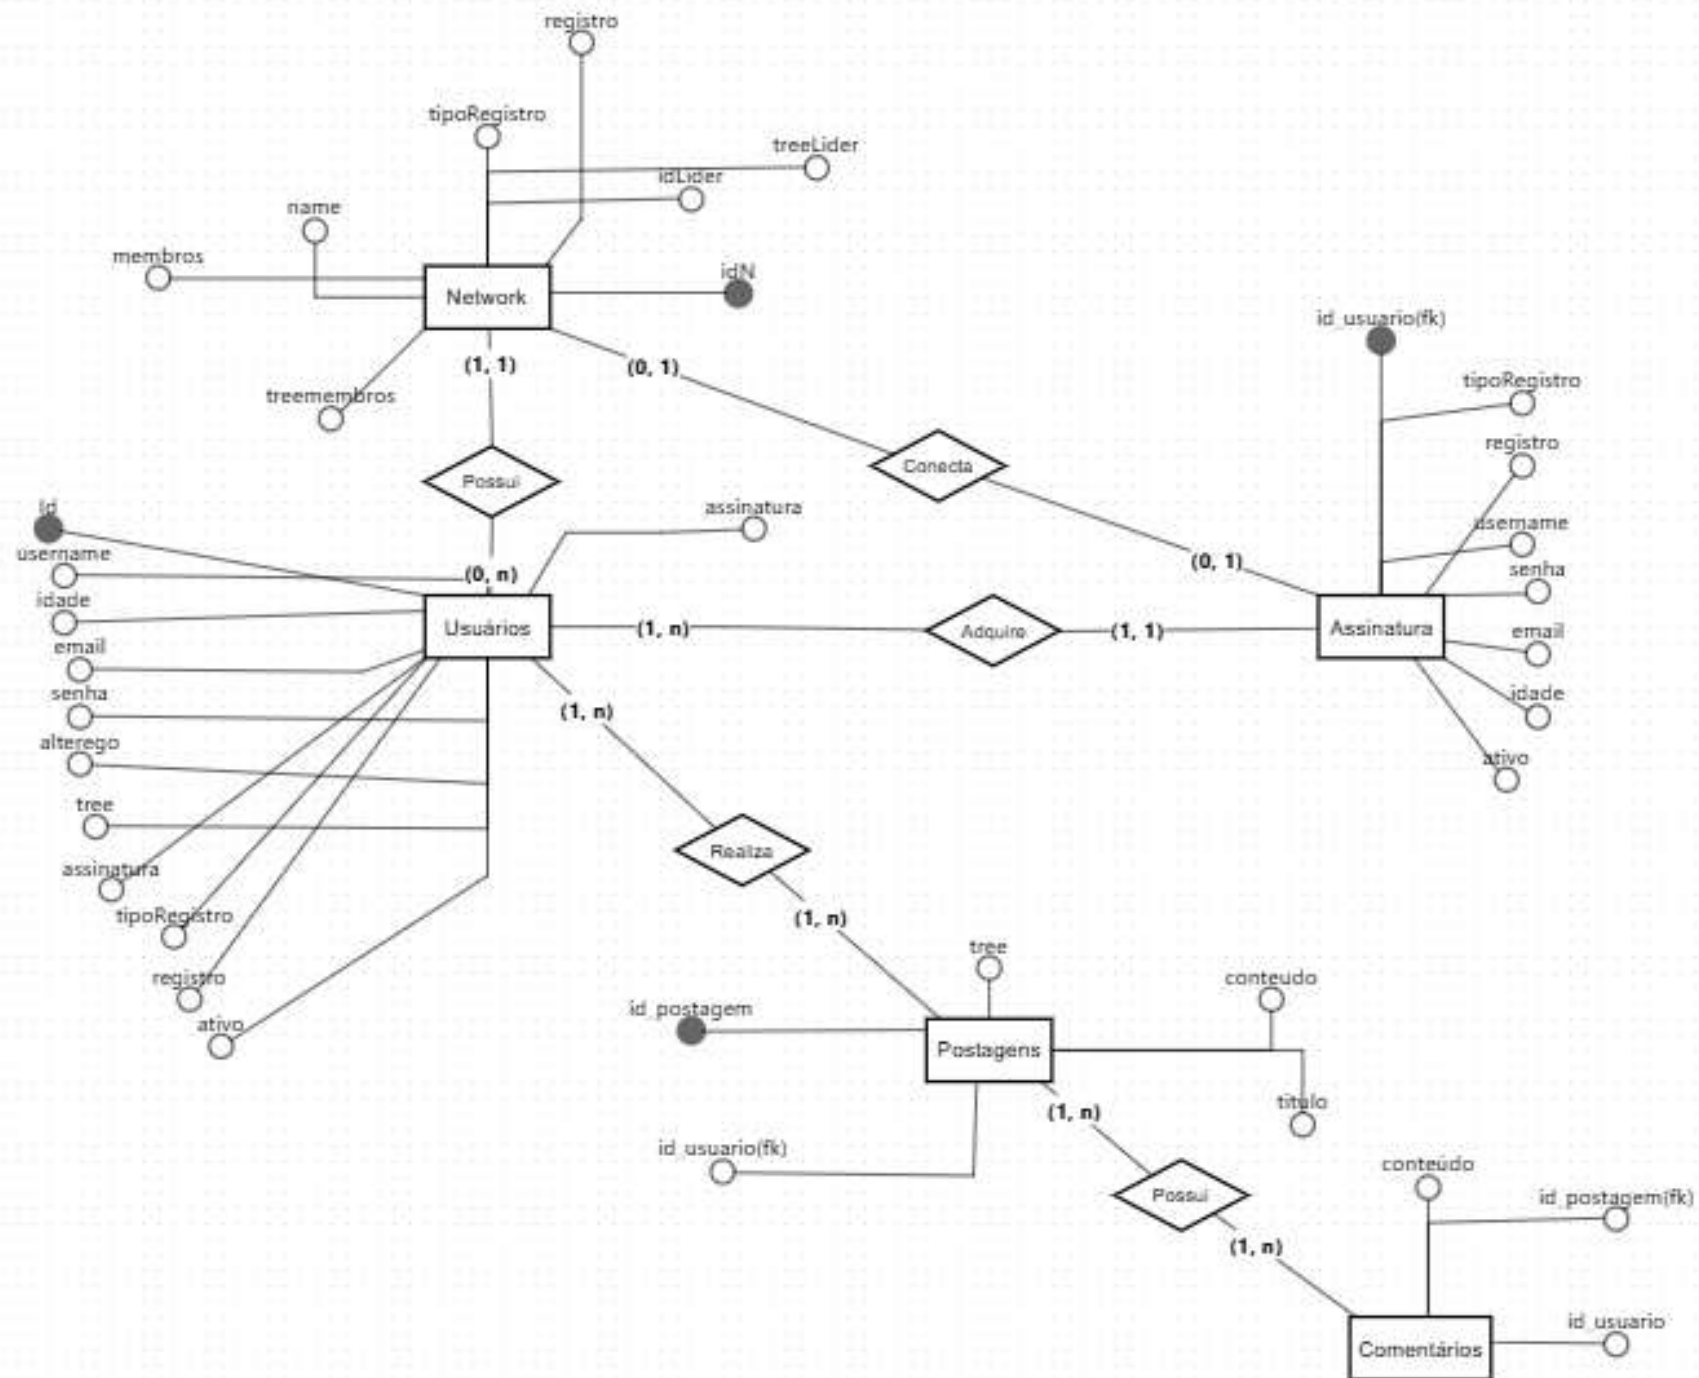 registro
tipoRegistro
treeLider
idLider
name
membros
idN
Network
id_usuario(fk)
(1, 1)
(0, 1)
tipoRegistro
treemembros
registro
Conecta
Possui
Id
assinatura
username
username
(0, n)
(0, 1)
senha
idade
Usuários
(1, n)
Adquire
(1, 1)
Assinatura
email
email
senha
idade
(1, n)
alterego
ativo
tree
Realiza
assinatura
tipoRegistro
(1, n)
tree
registro
conteudo
id_postagem
ativo
Postagens
titulo
(1, n)
id_usuario(fk)
conteúdo
Possui
id_postagem(fk)
(1, n)
id_usuario
Comentários